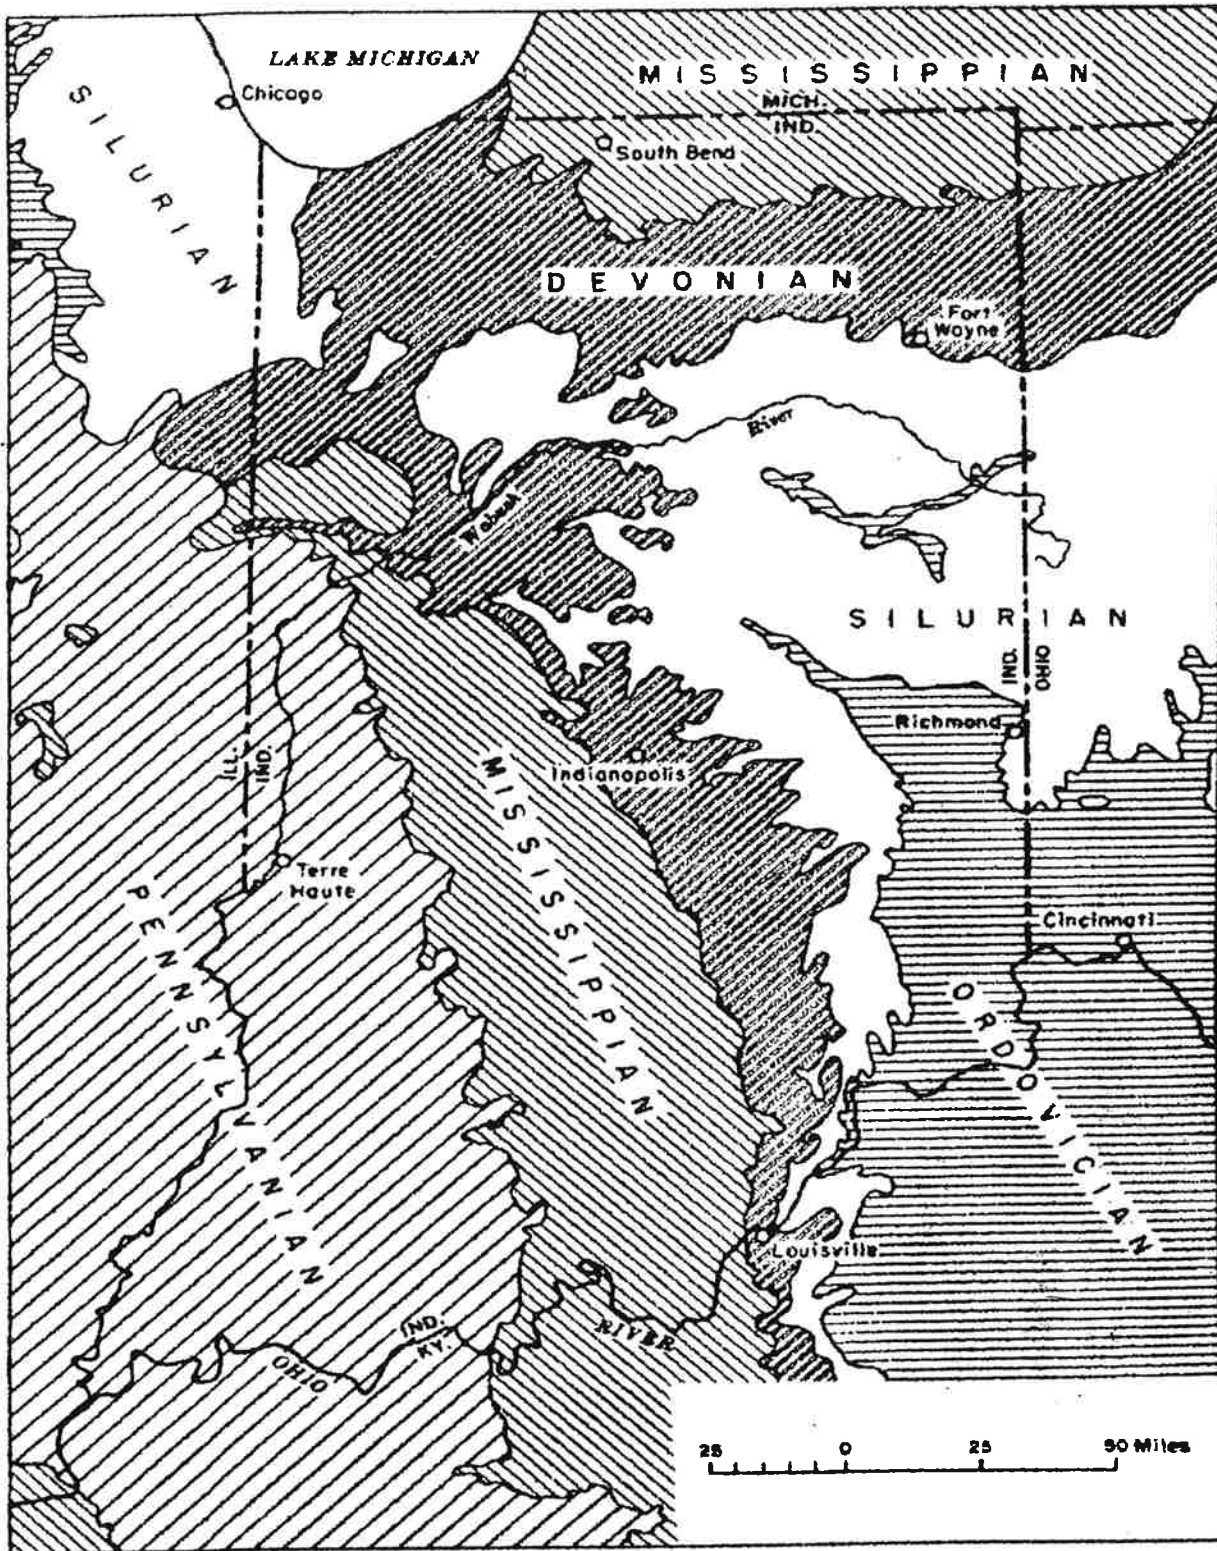 LAKE MICHIGAN
MISSISSIPPIAN
Chicago
MICH.
IND.
South Bend
SILURIAN
DEVONIAN
Fort
Wayne
River
Wabash
SILURIAN
IND.
OHIO
Richmond
Indianapolis
ILL.
IND.
MISSISSIPPIAN
Terre
Haute
PENNSYLVANIAN
Cincinnati
ORDOVICIAN
Louisville
IND.
KY.
RIVER
OHIO
25 0 25 50 Miles